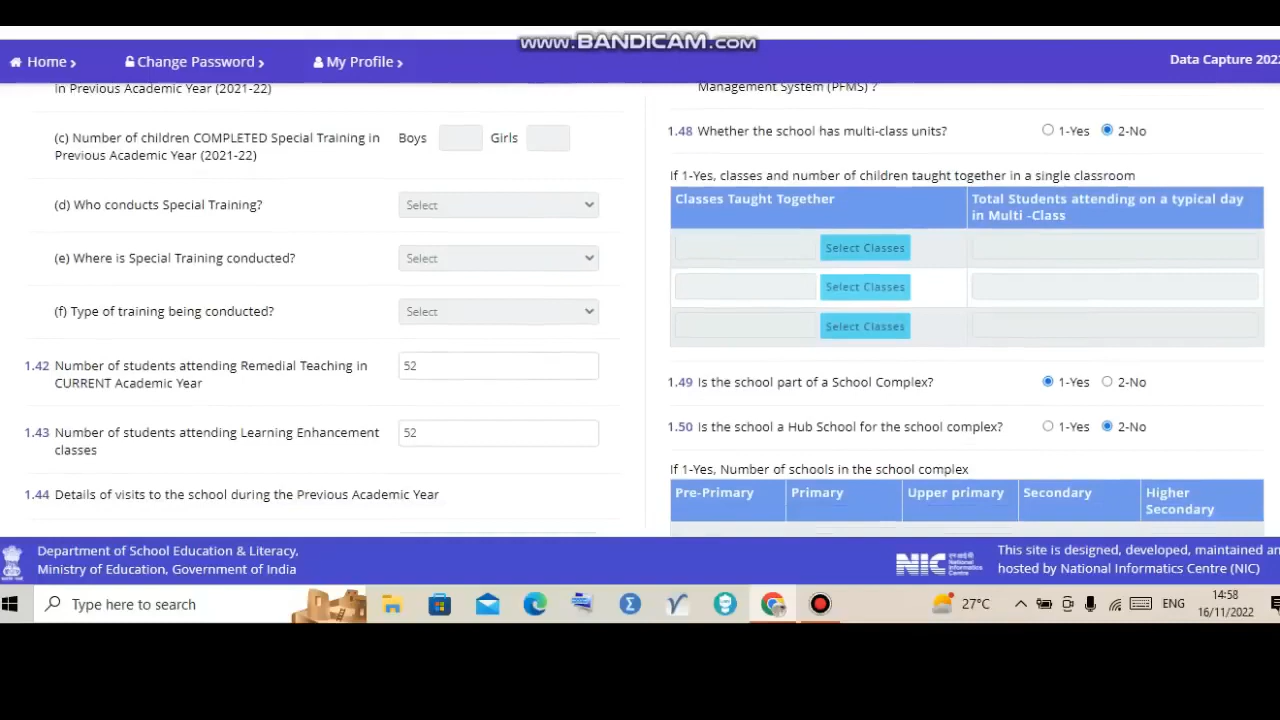 www.BANDICAM.com
Home
Change Password
My Profile
Data Capture 202
in Previous Academic Year (2021-22)
(c) Number of children COMPLETED Special Training in
Previous Academic Year (2021-22)
Boys
Girls
(d) Who conducts Special Training?
Select
(e) Where is Special Training conducted?
Select
(f) Type of training being conducted?
Select
1.42 Number of students attending Remedial Teaching in
CURRENT Academic Year
52
1.43 Number of students attending Learning Enhancement
classes
52
1.44 Details of visits to the school during the Previous Academic Year
Management System (PFMS) ?
1.48 Whether the school has multi-class units?
1-Yes 2-No
If 1-Yes, classes and number of children taught together in a single classroom
Classes Taught Together
Total Students attending on a typical day
in Multi -Class
Select Classes
Select Classes
Select Classes
1.49 Is the school part of a School Complex?
1-Yes 2-No
1.50 Is the school a Hub School for the school complex?
1-Yes 2-No
If 1-Yes, Number of schools in the school complex
Pre-Primary
Primary
Upper primary
Secondary
Higher
Secondary
Department of School Education & Literacy,
Ministry of Education, Government of India
NIC
National
Informatics
Centre
This site is designed, developed, maintained an
hosted by National Informatics Centre (NIC)
Type here to search
27°C
ENG
14:58
16/11/2022